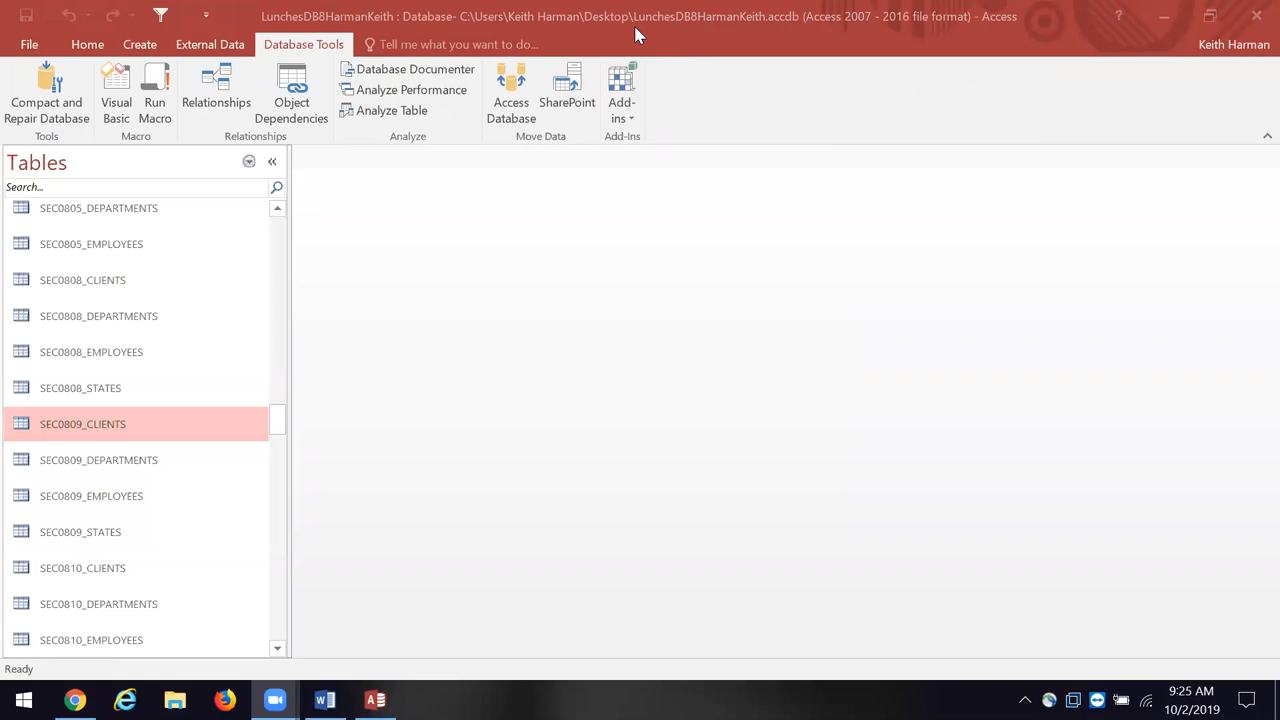 LunchesDB8HarmanKeith : Database- C:\Users\Keith Harman\Desktop\LunchesDB8HarmanKeith.accdb (Access 2007 - 2016 file format) - Access
File Home Create External Data Database Tools Tell me what you want to do... Keith Harman
Compact and Repair Database
Visual Basic
Run Macro
Relationships
Object Dependencies
Database Documenter
Analyze Performance
Analyze Table
Access Database
SharePoint
Add-ins
Tools Macro Relationships Analyze Move Data Add-Ins
Tables
Search...
SEC0805_DEPARTMENTS
SEC0805_EMPLOYEES
SEC0808_CLIENTS
SEC0808_DEPARTMENTS
SEC0808_EMPLOYEES
SEC0808_STATES
SEC0809_CLIENTS
SEC0809_DEPARTMENTS
SEC0809_EMPLOYEES
SEC0809_STATES
SEC0810_CLIENTS
SEC0810_DEPARTMENTS
SEC0810_EMPLOYEES
Ready
9:25 AM
10/2/2019